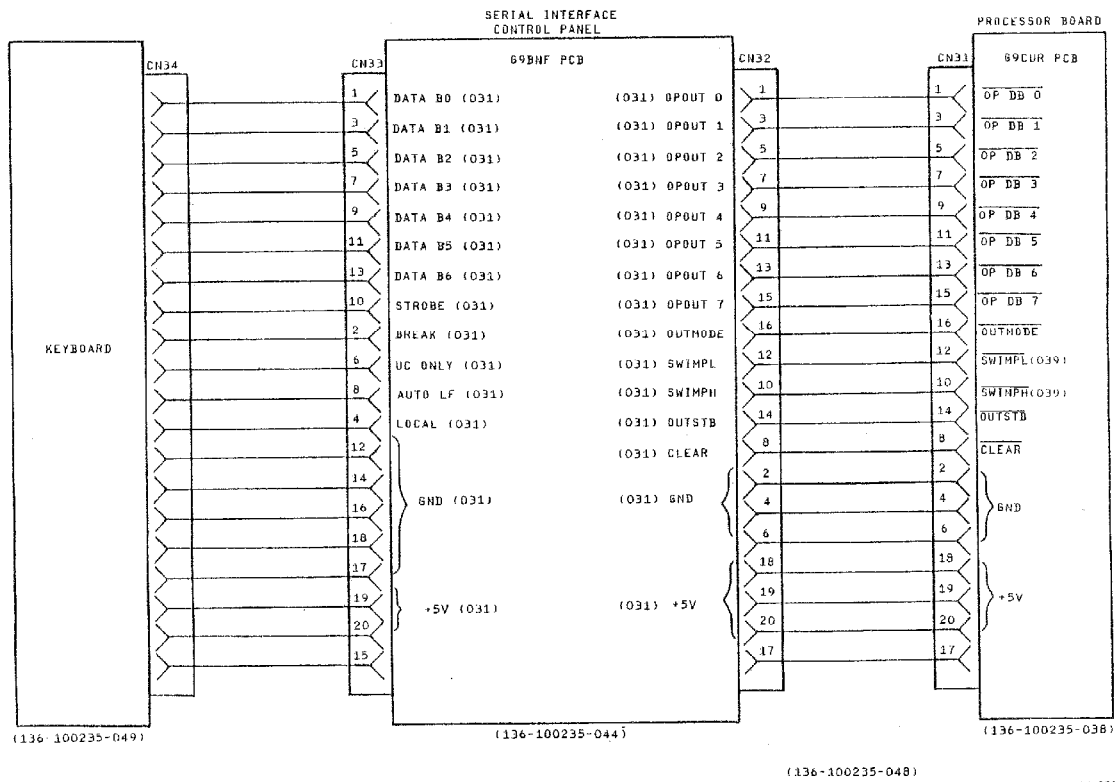 SERIAL INTERFACE
CONTROL PANEL
PROCESSOR BOARD
CN34
CN33
G9BNF PCB
CN32
CN31
G9CUR PCB
1 DATA B0 (031) (031) OPOUT 0 1 1 OP DB 0
3 DATA B1 (031) (031) OPOUT 1 3 3 OP DB 1
5 DATA B2 (031) (031) OPOUT 2 5 5 OP DB 2
7 DATA B3 (031) (031) OPOUT 3 7 7 OP DB 3
9 DATA B4 (031) (031) OPOUT 4 9 9 OP DB 4
11 DATA B5 (031) (031) OPOUT 5 11 11 OP DB 5
13 DATA B6 (031) (031) OPOUT 6 13 13 OP DB 6
10 STROBE (031) (031) OPOUT 7 15 15 OP DB 7
KEYBOARD
2 BREAK (031) (031) OUTMODE 16 16 OUTMODE
6 UC ONLY (031) (031) SWIMPL 12 12 SWIMPL(039)
8 AUTO LF (031) (031) SWIMPH 10 10 SWIMPH(039)
4 LOCAL (031) (031) OUTSTB 14 14 OUTSTB
12 (031) CLEAR 8 8 CLEAR
2 2
14
GND (031) (031) GND 4 4 GND
16
6 6
18
18 18
17
19 +5V (031) (031) +5V 19 19 +5V
20 20 20
15 17 17
(136-100235-049)
(136-100235-044)
(136-100235-038)
(136-100235-048)